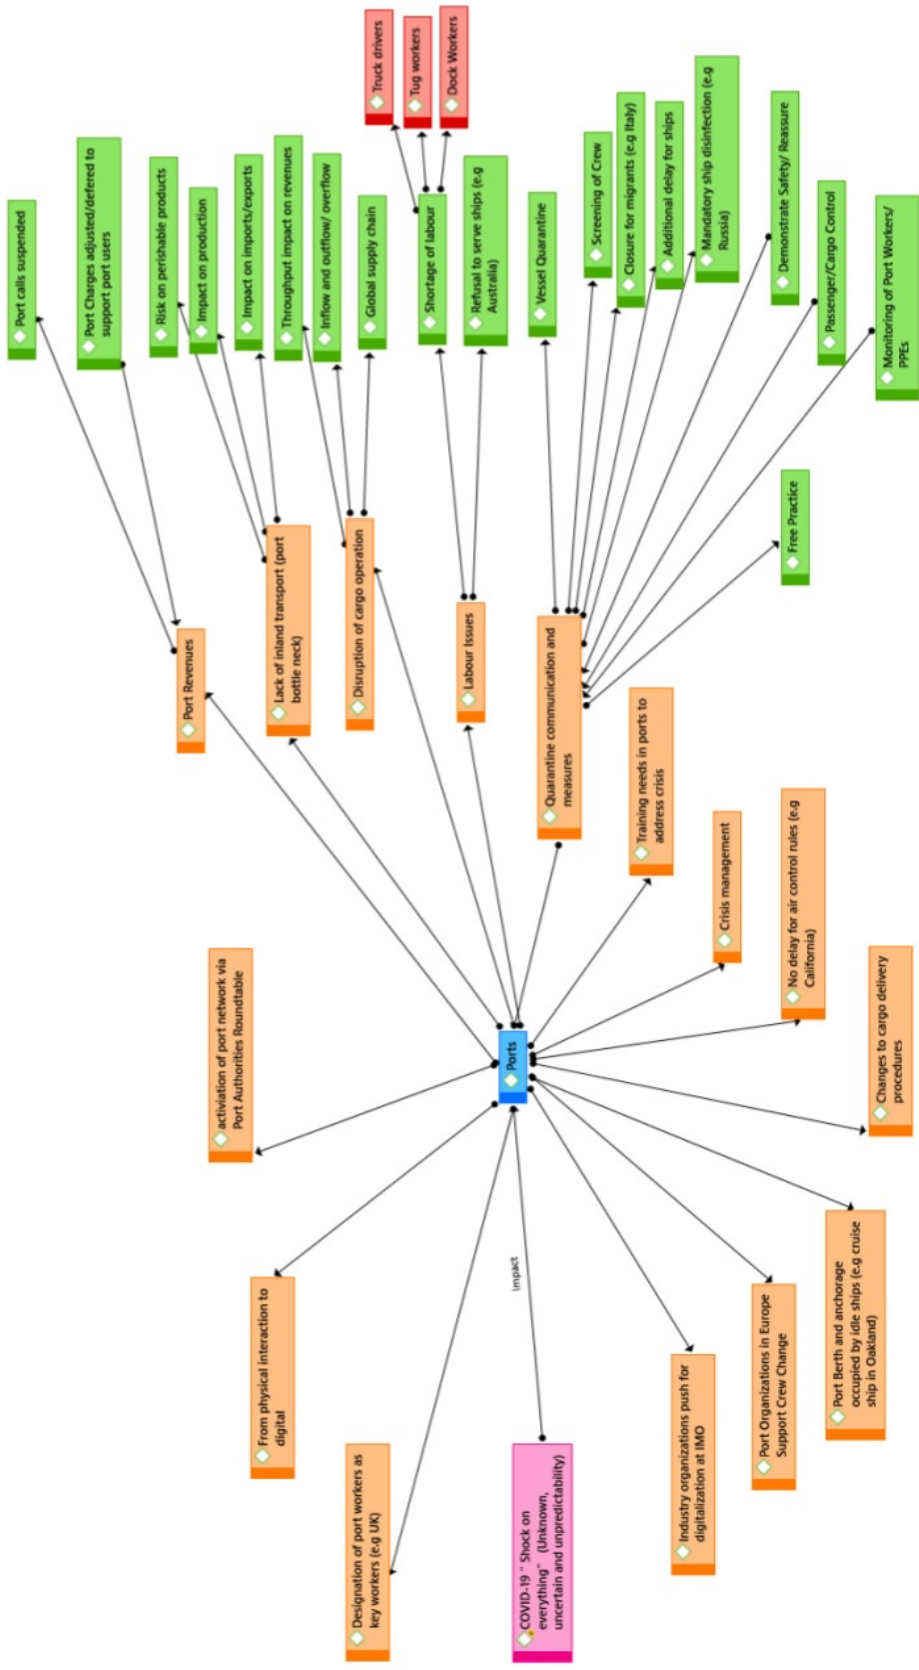 Port calls suspended
Port Charges adjusted/defered to
support port users
Risk on perishable products
Impact on production
Impact on imports/exports
Throughput impact on revenues
Inflow and outflow/ overflow
Global supply chain
Truck drivers
Tug workers
Dock Workers
Shortage of labour
Refusal to serve ships (e.g
Australia)
Vessel Quarantine
Screening of Crew
Closure for migrants (e.g Italy)
Additional delay for ships
Mandatory ship disinfection (e.g
Russia)
Demonstrate Safety/ Reassure
Passenger/Cargo Control
Monitoring of Port Workers/
PPEs
Free Practice
Port Revenues
Lack of inland transport (port
bottle neck)
Disruption of cargo operation
Labour Issues
Quarantine communication and
measures
Training needs in ports to
address crisis
Crisis management
No delay for air control rules (e.g
California)
Changes to cargo delivery
procedures
activiation of port network via
Port Authorities Roundtable
Ports
From physical interaction to
digital
Impact
Designation of port workers as
key workers (e.g UK)
COVID-19 " Shock on
everything" (Unknown,
uncertain and unpredictability)
Industry organizations push for
digitalization at IMO
Port Organizations in Europe
Support Crew Change
Port Berth and anchorage
occupied by idle ships (e.g cruise
ship in Oakland)